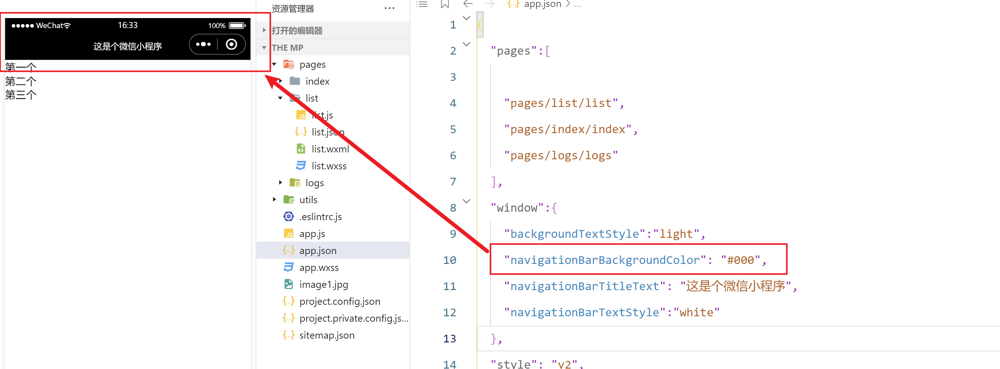 WeChat 16:33 100%
这是个微信小程序
第一个
第二个
第三个
资源管理器 ...
打开的编辑器
THE MP
pages
index
list
list.js
list.json
list.wxml
list.wxss
logs
utils
.eslintrc.js
app.js
app.json
app.wxss
image1.jpg
project.config.json
project.private.config.js...
sitemap.json
{...} app.json > ...
1 {
2 "pages":[
3
4 "pages/list/list",
5 "pages/index/index",
6 "pages/logs/logs"
7 ],
8 "window":{
9 "backgroundTextStyle":"light",
10 "navigationBarBackgroundColor": "#000",
11 "navigationBarTitleText": "这是个微信小程序",
12 "navigationBarTextStyle":"white"
13 },
14 "style": "v2",